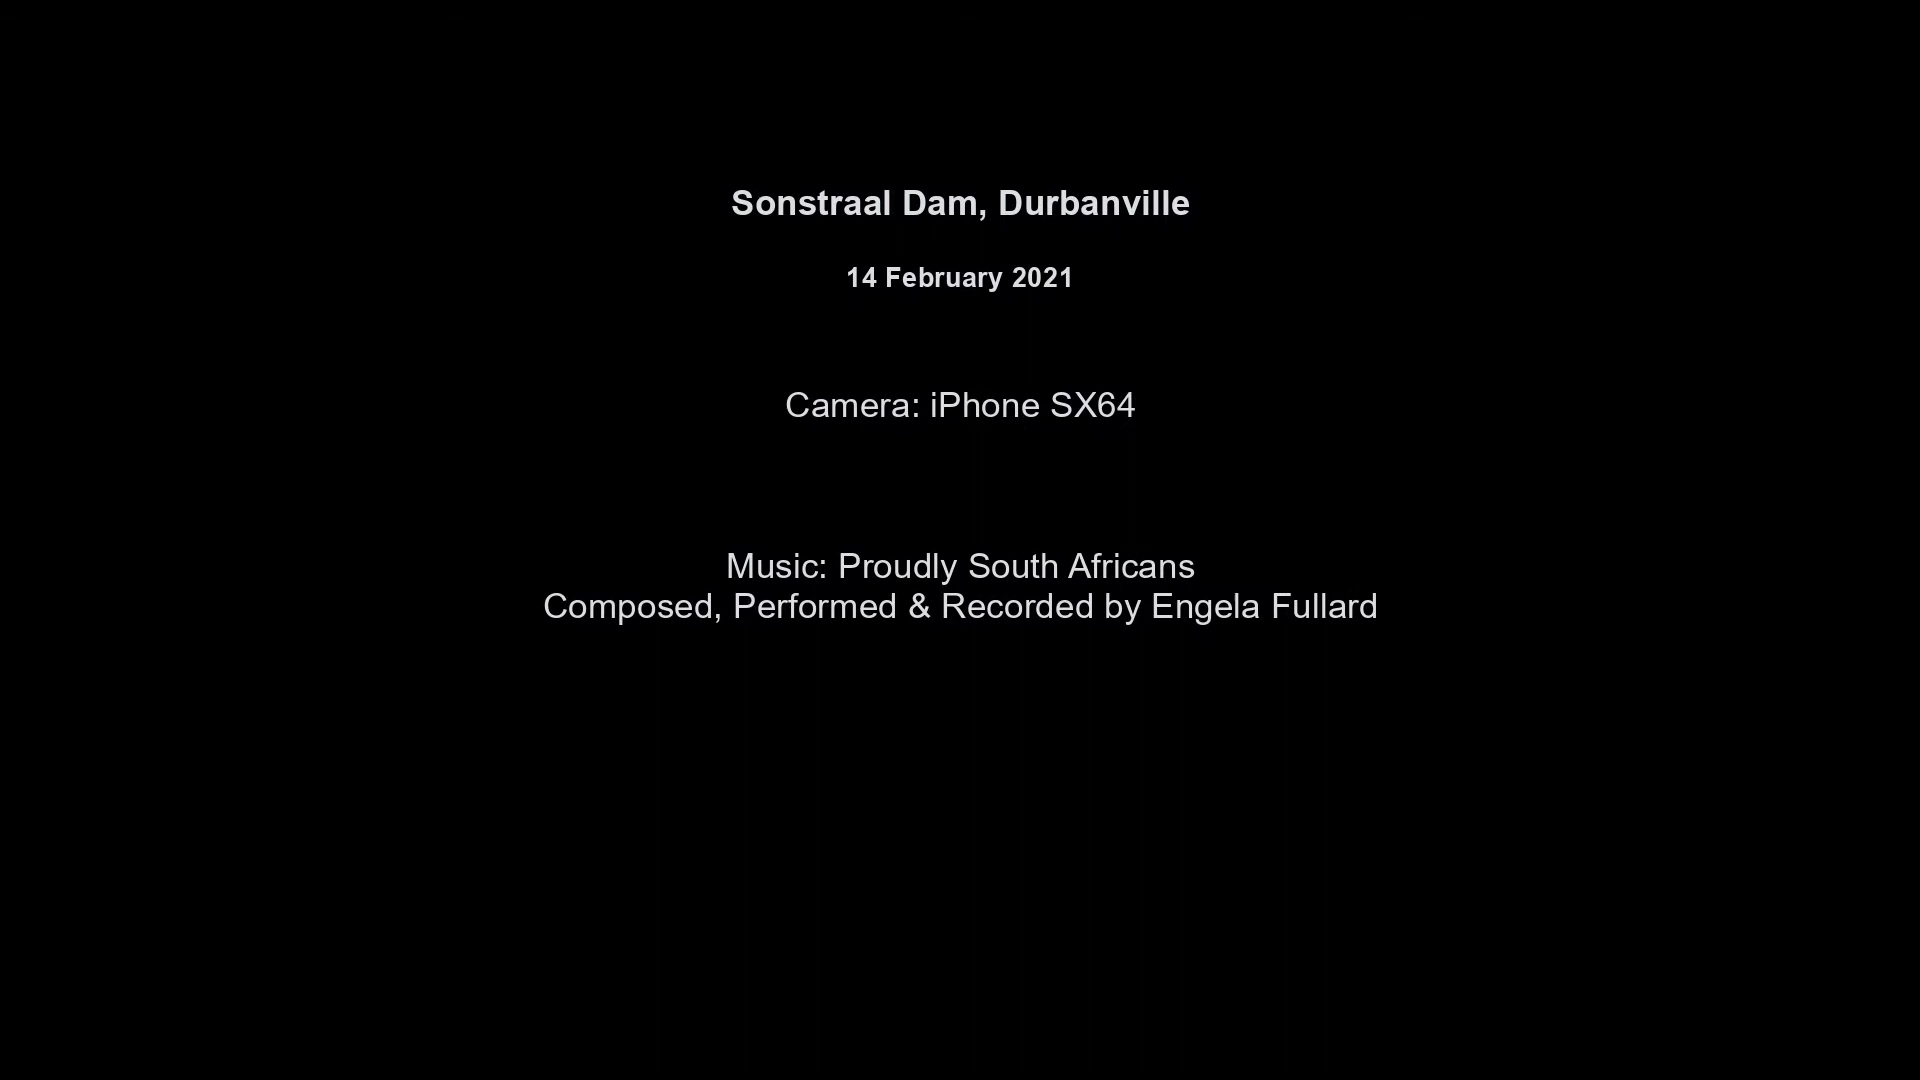 Sonstraal Dam, Durbanville
14 February 2021
Camera: iPhone SX64
Music: Proudly South Africans
Composed, Performed & Recorded by Engela Fullard